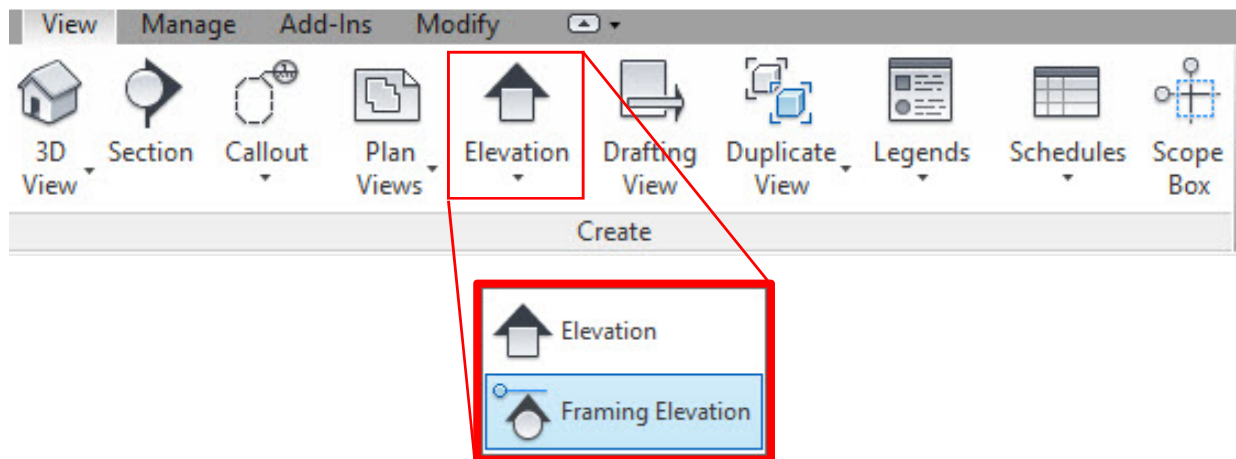 View Manage Add-Ins Modify
3D View
Section
Callout
Plan Views
Elevation
Drafting View
Duplicate View
Legends
Schedules
Scope Box
Create
Elevation
Framing Elevation